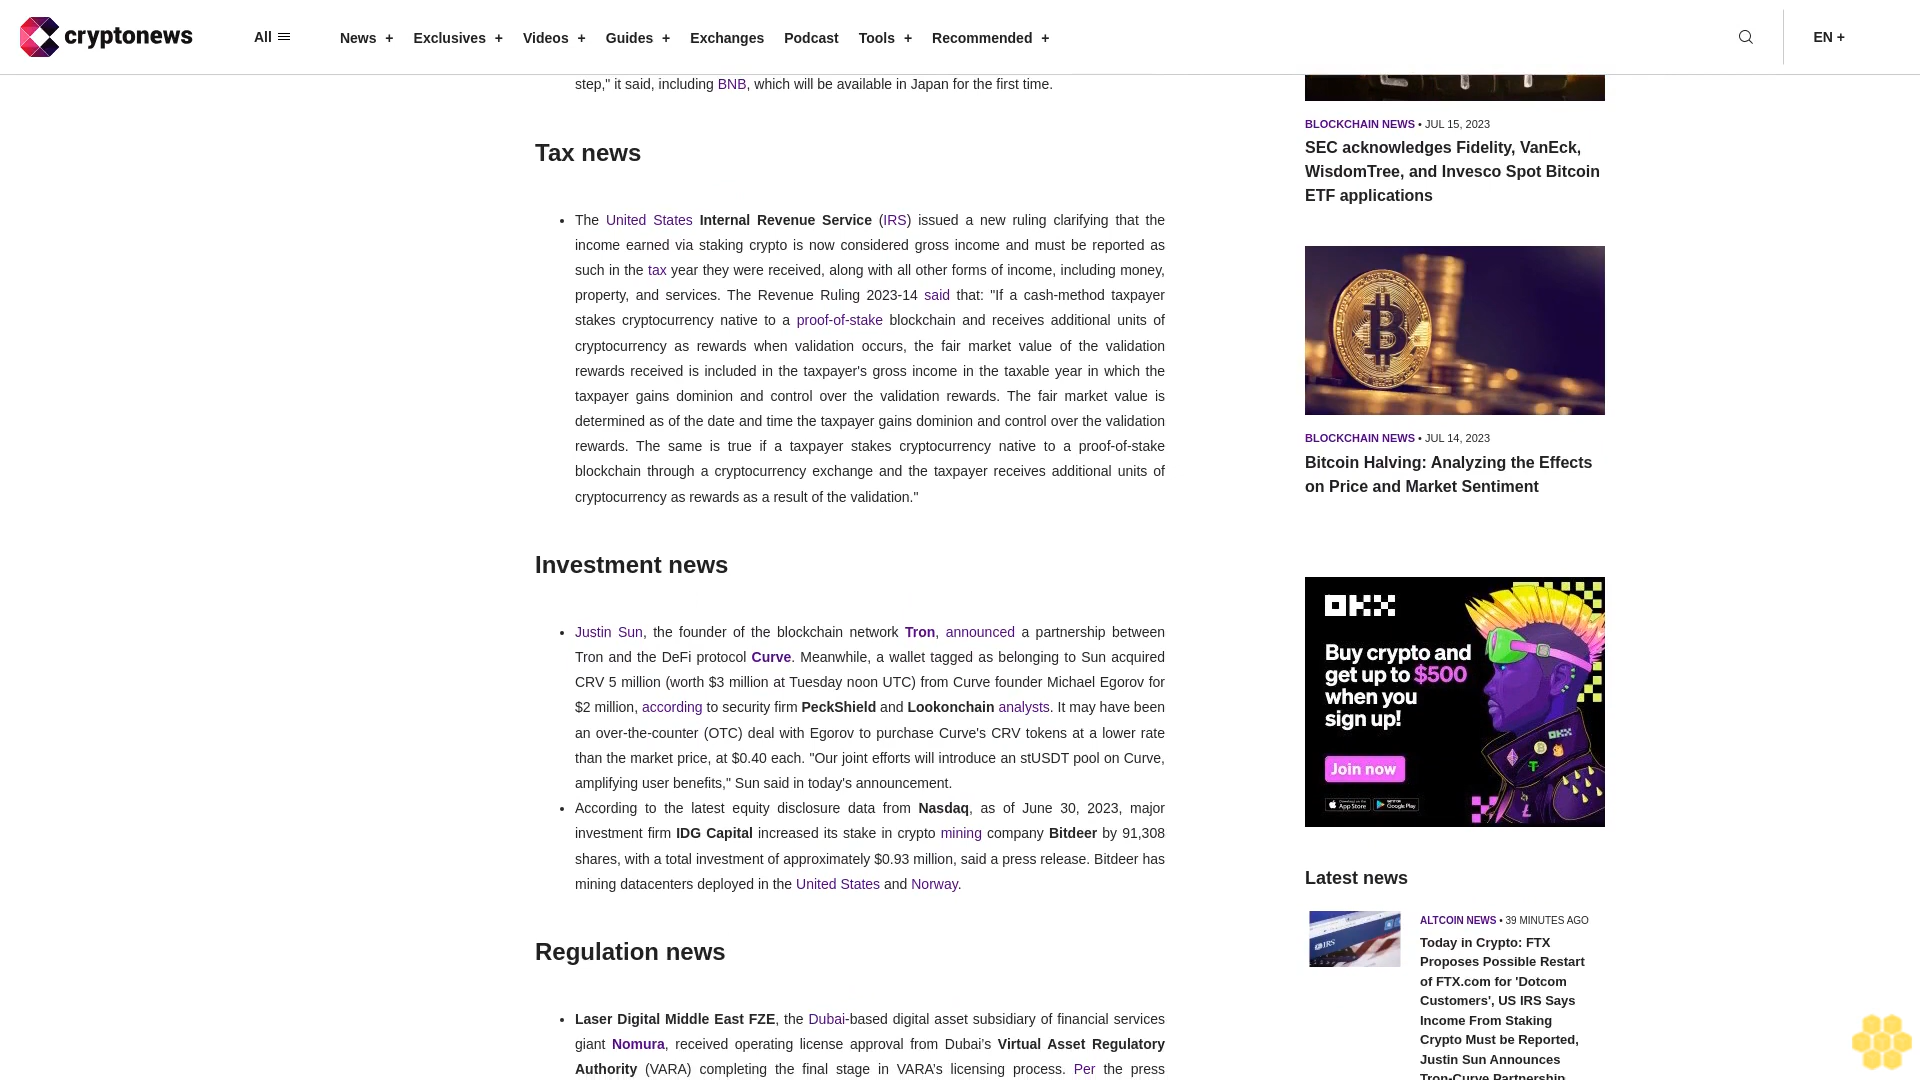 cryptonews
All
News +
Exclusives +
Videos +
Guides +
Exchanges
Podcast
Tools +
Recommended +
EN +
step," it said, including BNB, which will be available in Japan for the first time.
Tax news
• The United States Internal Revenue Service (IRS) issued a new ruling clarifying that the
income earned via staking crypto is now considered gross income and must be reported as
such in the tax year they were received, along with all other forms of income, including money,
property, and services. The Revenue Ruling 2023-14 said that: "If a cash-method taxpayer
stakes cryptocurrency native to a proof-of-stake blockchain and receives additional units of
cryptocurrency as rewards when validation occurs, the fair market value of the validation
rewards received is included in the taxpayer's gross income in the taxable year in which the
taxpayer gains dominion and control over the validation rewards. The fair market value is
determined as of the date and time the taxpayer gains dominion and control over the validation
rewards. The same is true if a taxpayer stakes cryptocurrency native to a proof-of-stake
blockchain through a cryptocurrency exchange and the taxpayer receives additional units of
cryptocurrency as rewards as a result of the validation."
Investment news
• Justin Sun, the founder of the blockchain network Tron, announced a partnership between
Tron and the DeFi protocol Curve. Meanwhile, a wallet tagged as belonging to Sun acquired
CRV 5 million (worth $3 million at Tuesday noon UTC) from Curve founder Michael Egorov for
$2 million, according to security firm PeckShield and Lookonchain analysts. It may have been
an over-the-counter (OTC) deal with Egorov to purchase Curve's CRV tokens at a lower rate
than the market price, at $0.40 each. "Our joint efforts will introduce an stUSDT pool on Curve,
amplifying user benefits," Sun said in today's announcement.
• According to the latest equity disclosure data from Nasdaq, as of June 30, 2023, major
investment firm IDG Capital increased its stake in crypto mining company Bitdeer by 91,308
shares, with a total investment of approximately $0.93 million, said a press release. Bitdeer has
mining datacenters deployed in the United States and Norway.
Regulation news
• Laser Digital Middle East FZE, the Dubai-based digital asset subsidiary of financial services
giant Nomura, received operating license approval from Dubai’s Virtual Asset Regulatory
Authority (VARA) completing the final stage in VARA’s licensing process. Per the press
BLOCKCHAIN NEWS • JUL 15, 2023
SEC acknowledges Fidelity, VanEck,
WisdomTree, and Invesco Spot Bitcoin
ETF applications
BLOCKCHAIN NEWS • JUL 14, 2023
Bitcoin Halving: Analyzing the Effects
on Price and Market Sentiment
OKX
Buy crypto and
get up to $500
when you
sign up!
Join now
App Store
Google Play
OKX
Latest news
IRS
ALTCOIN NEWS • 39 MINUTES AGO
Today in Crypto: FTX
Proposes Possible Restart
of FTX.com for 'Dotcom
Customers', US IRS Says
Income From Staking
Crypto Must be Reported,
Justin Sun Announces
Tron-Curve Partnership